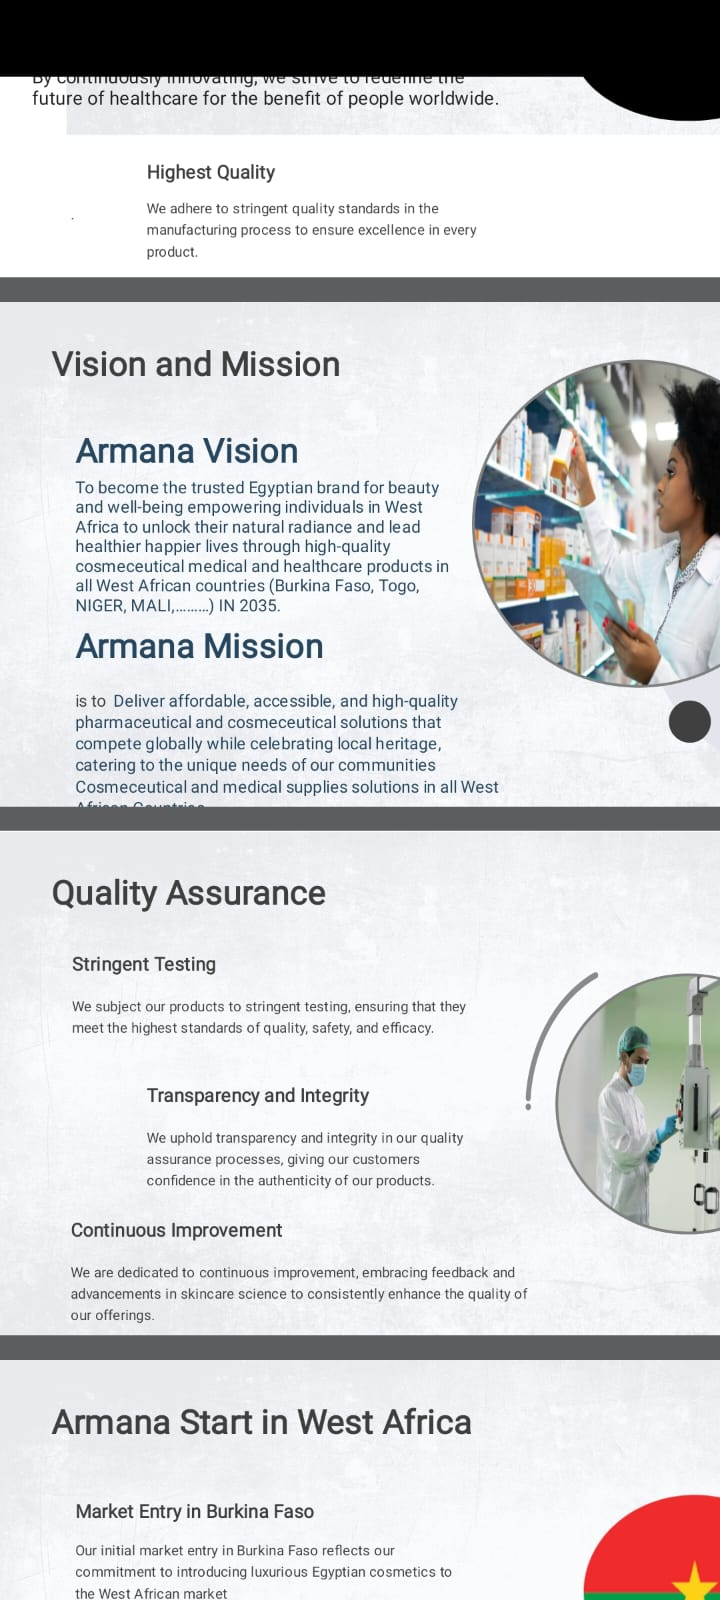 By continuously innovating, we strive to redefine the
future of healthcare for the benefit of people worldwide.
Highest Quality
We adhere to stringent quality standards in the
manufacturing process to ensure excellence in every
product.
.
Vision and Mission
Armana Vision
To become the trusted Egyptian brand for beauty
and well-being empowering individuals in West
Africa to unlock their natural radiance and lead
healthier happier lives through high-quality
cosmeceutical medical and healthcare products in
all West African countries (Burkina Faso, Togo,
NIGER, MALI,.........) IN 2035.
Armana Mission
is to  Deliver affordable, accessible, and high-quality
pharmaceutical and cosmeceutical solutions that
compete globally while celebrating local heritage,
catering to the unique needs of our communities
Cosmeceutical and medical supplies solutions in all West
African Countries
Quality Assurance
Stringent Testing
We subject our products to stringent testing, ensuring that they
meet the highest standards of quality, safety, and efficacy.
Transparency and Integrity
We uphold transparency and integrity in our quality
assurance processes, giving our customers
confidence in the authenticity of our products.
Continuous Improvement
We are dedicated to continuous improvement, embracing feedback and
advancements in skincare science to consistently enhance the quality of
our offerings.
Armana Start in West Africa
Market Entry in Burkina Faso
Our initial market entry in Burkina Faso reflects our
commitment to introducing luxurious Egyptian cosmetics to
the West African market